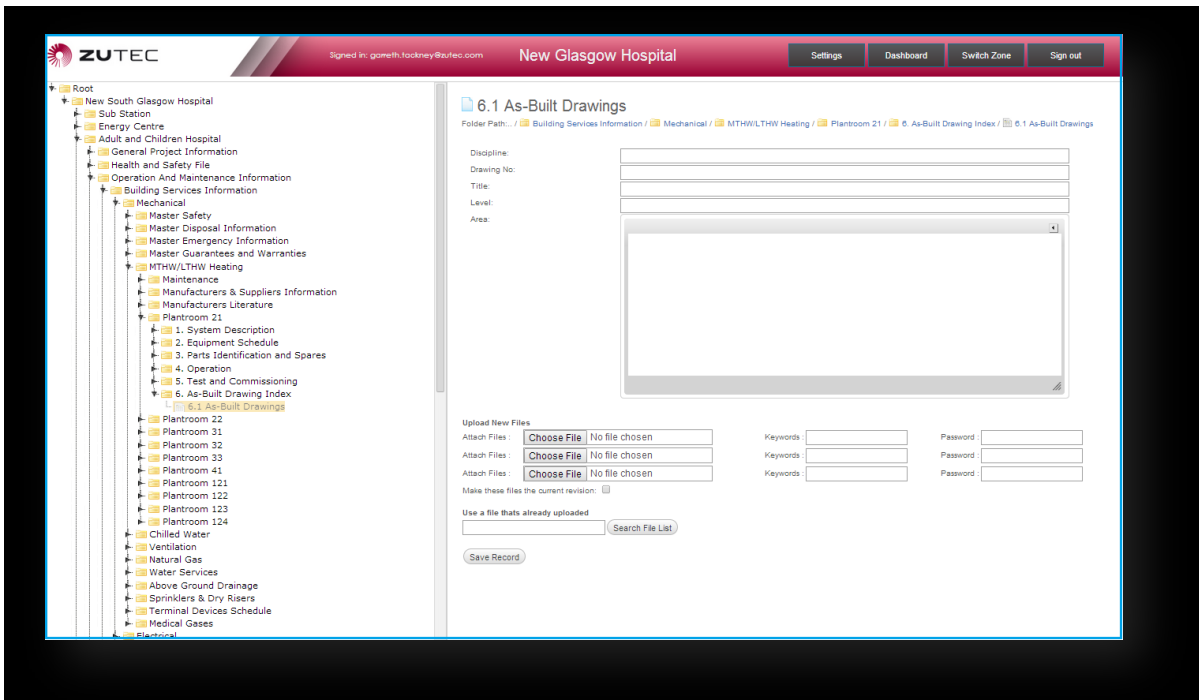 ZUTEC
Signed in: garreth.tackney@zutec.com
New Glasgow Hospital
Settings
Dashboard
Switch Zone
Sign out
Root
New South Glasgow Hospital
Sub Station
Energy Centre
Adult and Children Hospital
General Project Information
Health and Safety File
Operation And Maintenance Information
Building Services Information
Mechanical
Master Safety
Master Disposal Information
Master Emergency Information
Master Guarantees and Warranties
MTHW/LTHW Heating
Maintenance
Manufacturers & Suppliers Information
Manufacturers Literature
Plantroom 21
1. System Description
2. Equipment Schedule
3. Parts Identification and Spares
4. Operation
5. Test and Commissioning
6. As-Built Drawing Index
6.1 As-Built Drawings
Plantroom 22
Plantroom 31
Plantroom 32
Plantroom 33
Plantroom 41
Plantroom 121
Plantroom 122
Plantroom 123
Plantroom 124
Chilled Water
Ventilation
Natural Gas
Water Services
Above Ground Drainage
Sprinklers & Dry Risers
Terminal Devices Schedule
Medical Gases
Electrical
6.1 As-Built Drawings
Folder Path:.. / Building Services Information / Mechanical / MTHW/LTHW Heating / Plantroom 21 / 6. As-Built Drawing Index / 6.1 As-Built Drawings
Discipline:
Drawing No:
Title:
Level:
Area:
Upload New Files
Attach Files : Choose File No file chosen Keywords : Password :
Attach Files : Choose File No file chosen Keywords : Password :
Attach Files : Choose File No file chosen Keywords : Password :
Make these files the current revision:
Use a file thats already uploaded
Search File List
Save Record